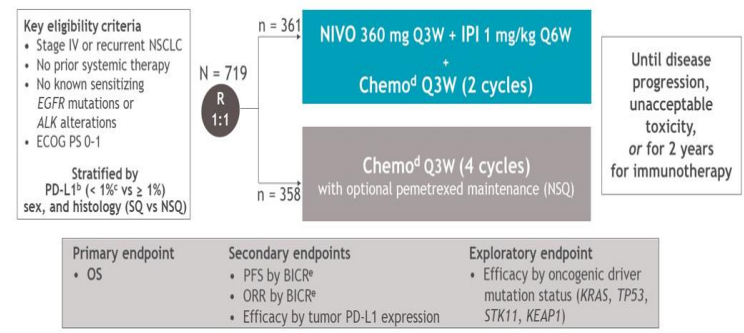 Key eligibility criteria
• Stage IV or recurrent NSCLC
• No prior systemic therapy
• No known sensitizing
EGFR mutations or
ALK alterations
• ECOG PS 0-1
Stratified by
PD-L1ᵇ (< 1%ᶜ vs ≥ 1%)
sex, and histology (SQ vs NSQ)
N = 719
R
1:1
n = 361
NIVO 360 mg Q3W + IPI 1 mg/kg Q6W
+
Chemoᵈ Q3W (2 cycles)
n = 358
Chemoᵈ Q3W (4 cycles)
with optional pemetrexed maintenance (NSQ)
Until disease
progression,
unacceptable
toxicity,
or for 2 years
for immunotherapy
Primary endpoint
• OS
Secondary endpoints
• PFS by BICRᵉ
• ORR by BICRᵉ
• Efficacy by tumor PD-L1 expression
Exploratory endpoint
• Efficacy by oncogenic driver
mutation status (KRAS, TP53,
STK11, KEAP1)